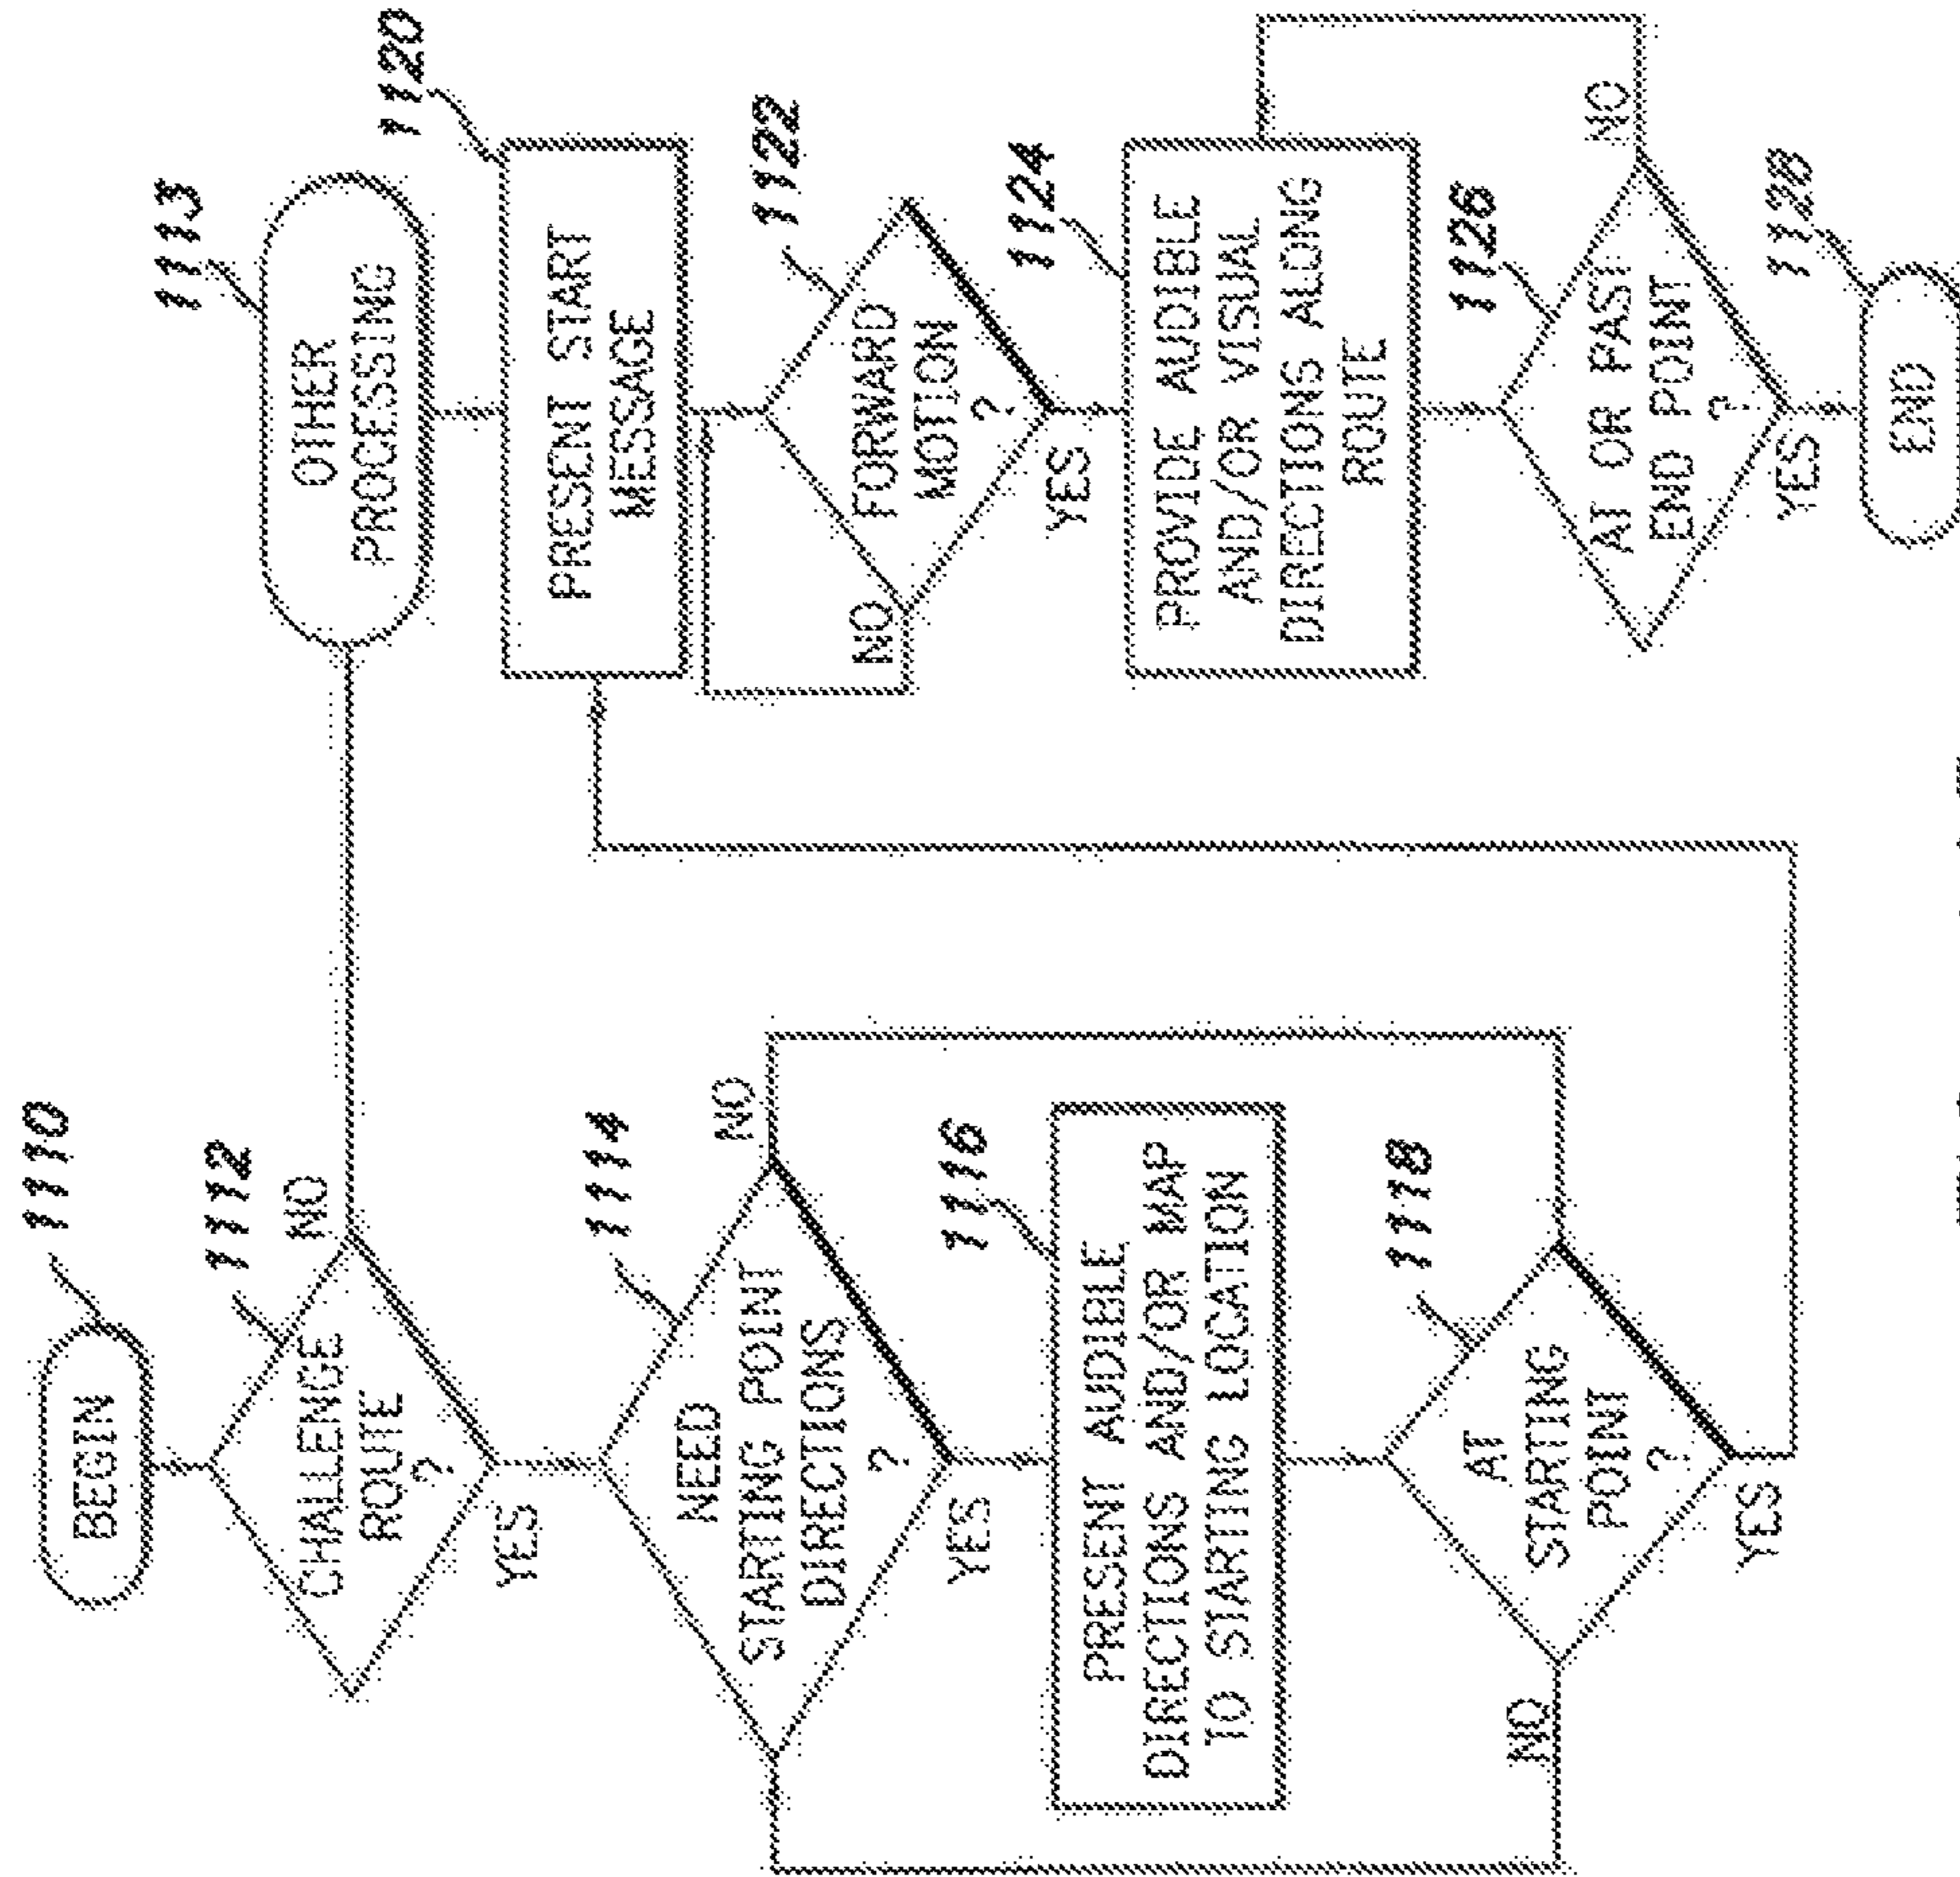 1110
BEGIN
1112
CHALLENGE
ROUTE
?
NO
YES
1114
NEED
STARTING POINT
DIRECTIONS
?
NO
YES
1116
PRESENT AUDIBLE
DIRECTIONS AND/OR MAP
TO STARTING LOCATION
1118
AT
STARTING
POINT
?
NO
YES
1113
OTHER
PROCESSING
1120
PRESENT START
MESSAGE
1122
FORWARD
MOTION
?
NO
YES
1124
PROVIDE AUDIBLE
AND/OR VISUAL
DIRECTIONS ALONG
ROUTE
1126
AT OR PAST
END POINT
?
NO
YES
1128
END